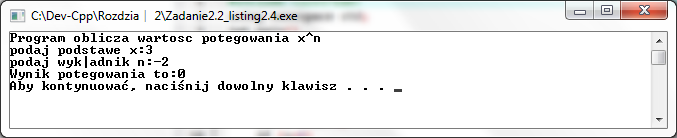 C:\Dev-Cpp\Rozdzia│ 2\Zadanie2.2_listing2.4.exe
Program oblicza wartosc potegowania x^n
podaj podstawe x:3
podaj wyk|adnik n:-2
Wynik potegowania to:0
Aby kontynuować, naciśnij dowolny klawisz . . .